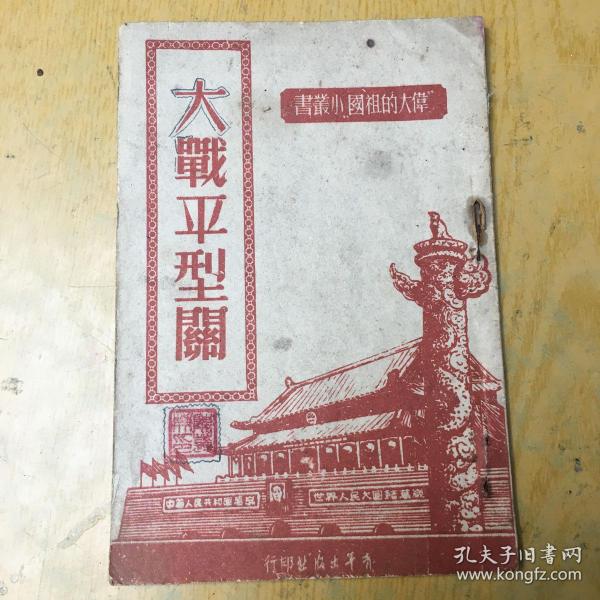 書叢小國祖的大偉
大戰平型關
中華人民共和國萬歲
世界人民大團結萬歲
行印社版出年青
孔夫子旧书网
www.kongfz.com